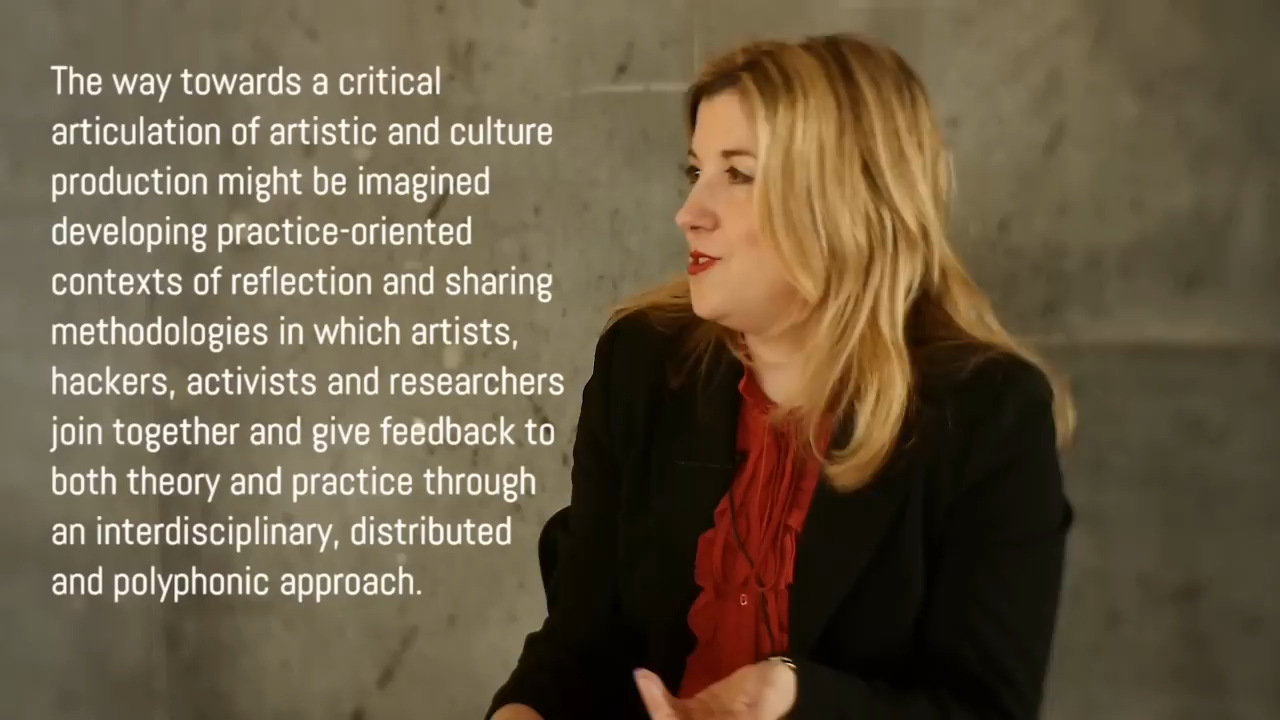 The way towards a critical
articulation of artistic and culture
production might be imagined
developing practice-oriented
contexts of reflection and sharing
methodologies in which artists,
hackers, activists and researchers
join together and give feedback to
both theory and practice through
an interdisciplinary, distributed
and polyphonic approach.